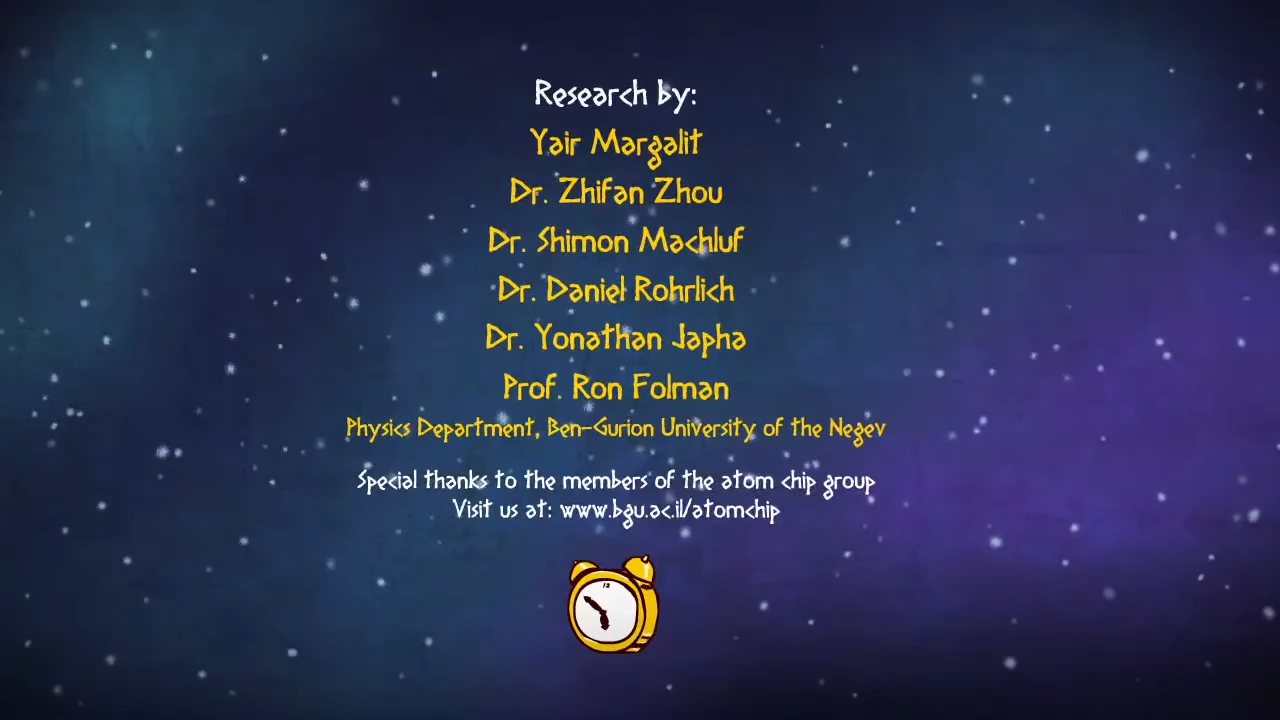 Research by:
Yair Margalit
Dr. Zhifan Zhou
Dr. Shimon Machluf
Dr. Daniel Rohrlich
Dr. Yonathan Japha
Prof. Ron Folman
Physics Department, Ben-Gurion University of the Negev
Special thanks to the members of the atom chip group
Visit us at: www.bgu.ac.il/atomchip
12